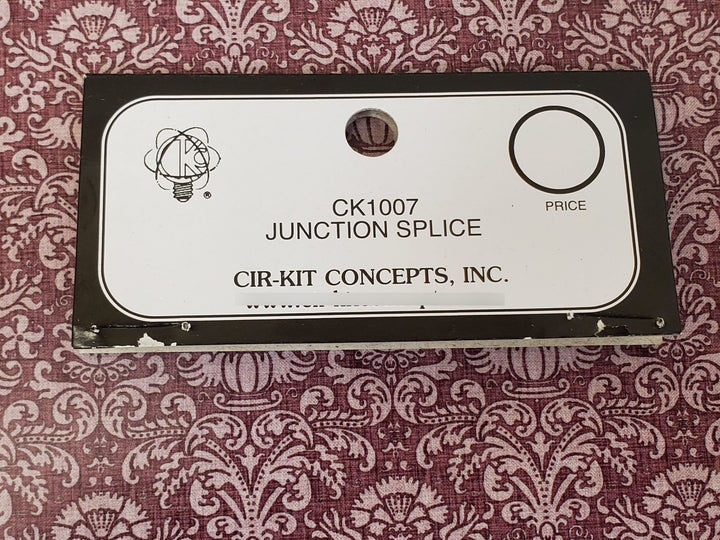 CK
®
PRICE
CK1007
JUNCTION SPLICE
CIR-KIT CONCEPTS, INC.